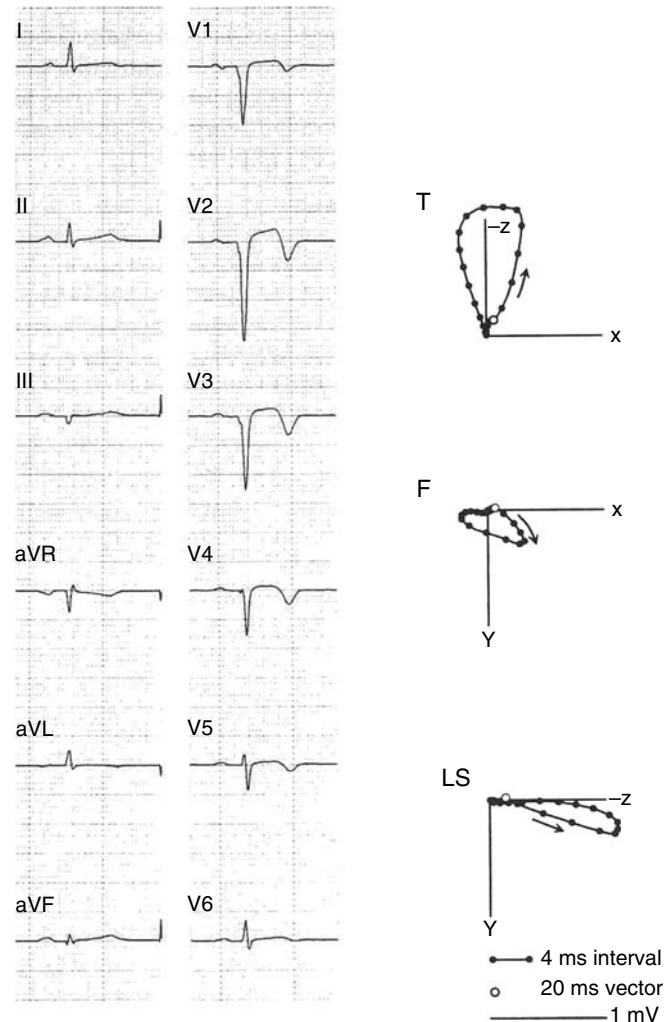 I
V1
II
V2
III
V3
aVR
V4
aVL
V5
aVF
V6
T
–z
x
F
x
Y
LS
–z
Y
4 ms interval
20 ms vector
1 mV